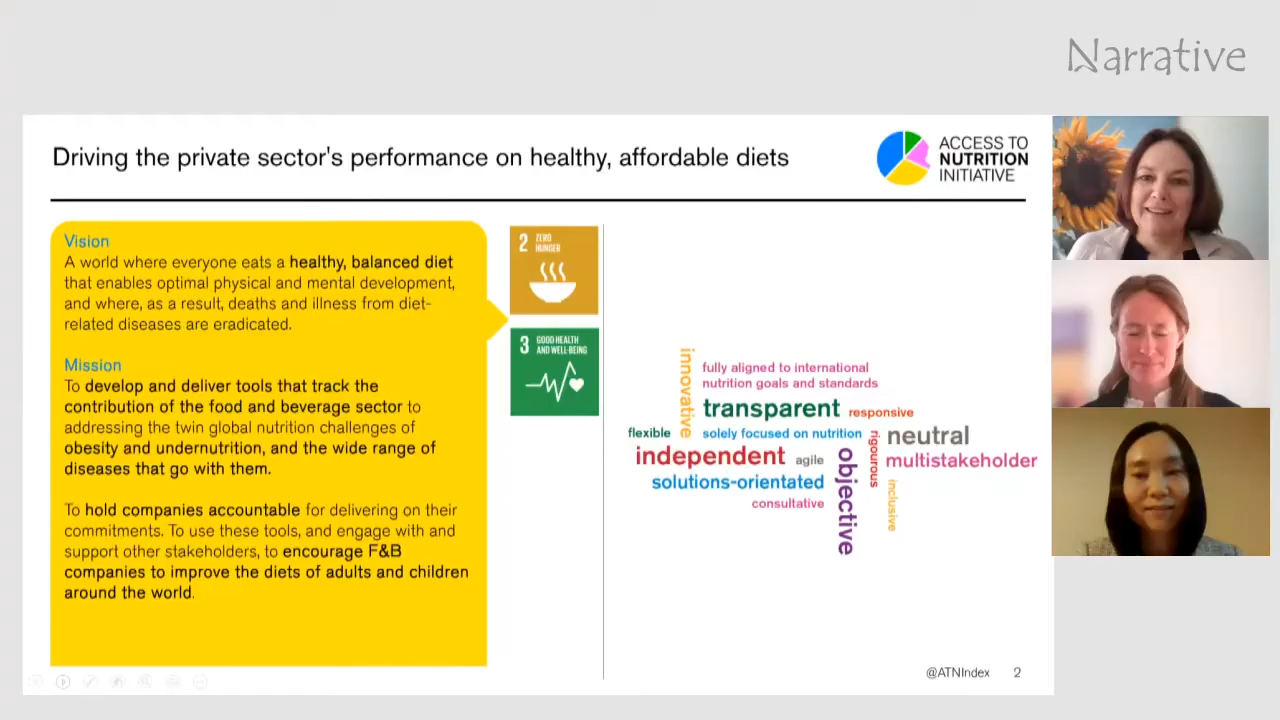 Narrative
Driving the private sector's performance on healthy, affordable diets
ACCESS TO
NUTRITION
INITIATIVE
Vision
A world where everyone eats a healthy, balanced diet
that enables optimal physical and mental development,
and where, as a result, deaths and illness from diet-
related diseases are eradicated.
Mission
To develop and deliver tools that track the
contribution of the food and beverage sector to
addressing the twin global nutrition challenges of
obesity and undernutrition, and the wide range of
diseases that go with them.
To hold companies accountable for delivering on their
commitments. To use these tools, and engage with and
support other stakeholders, to encourage F&B
companies to improve the diets of adults and children
around the world.
2 ZERO
HUNGER
3 GOOD HEALTH
AND WELL-BEING
innovative
fully aligned to international
nutrition goals and standards
transparent
responsive
flexible
solely focused on nutrition
rigourous
neutral
independent
agile
objective
multistakeholder
solutions-orientated
inclusive
consultative
@ATNIndex 2